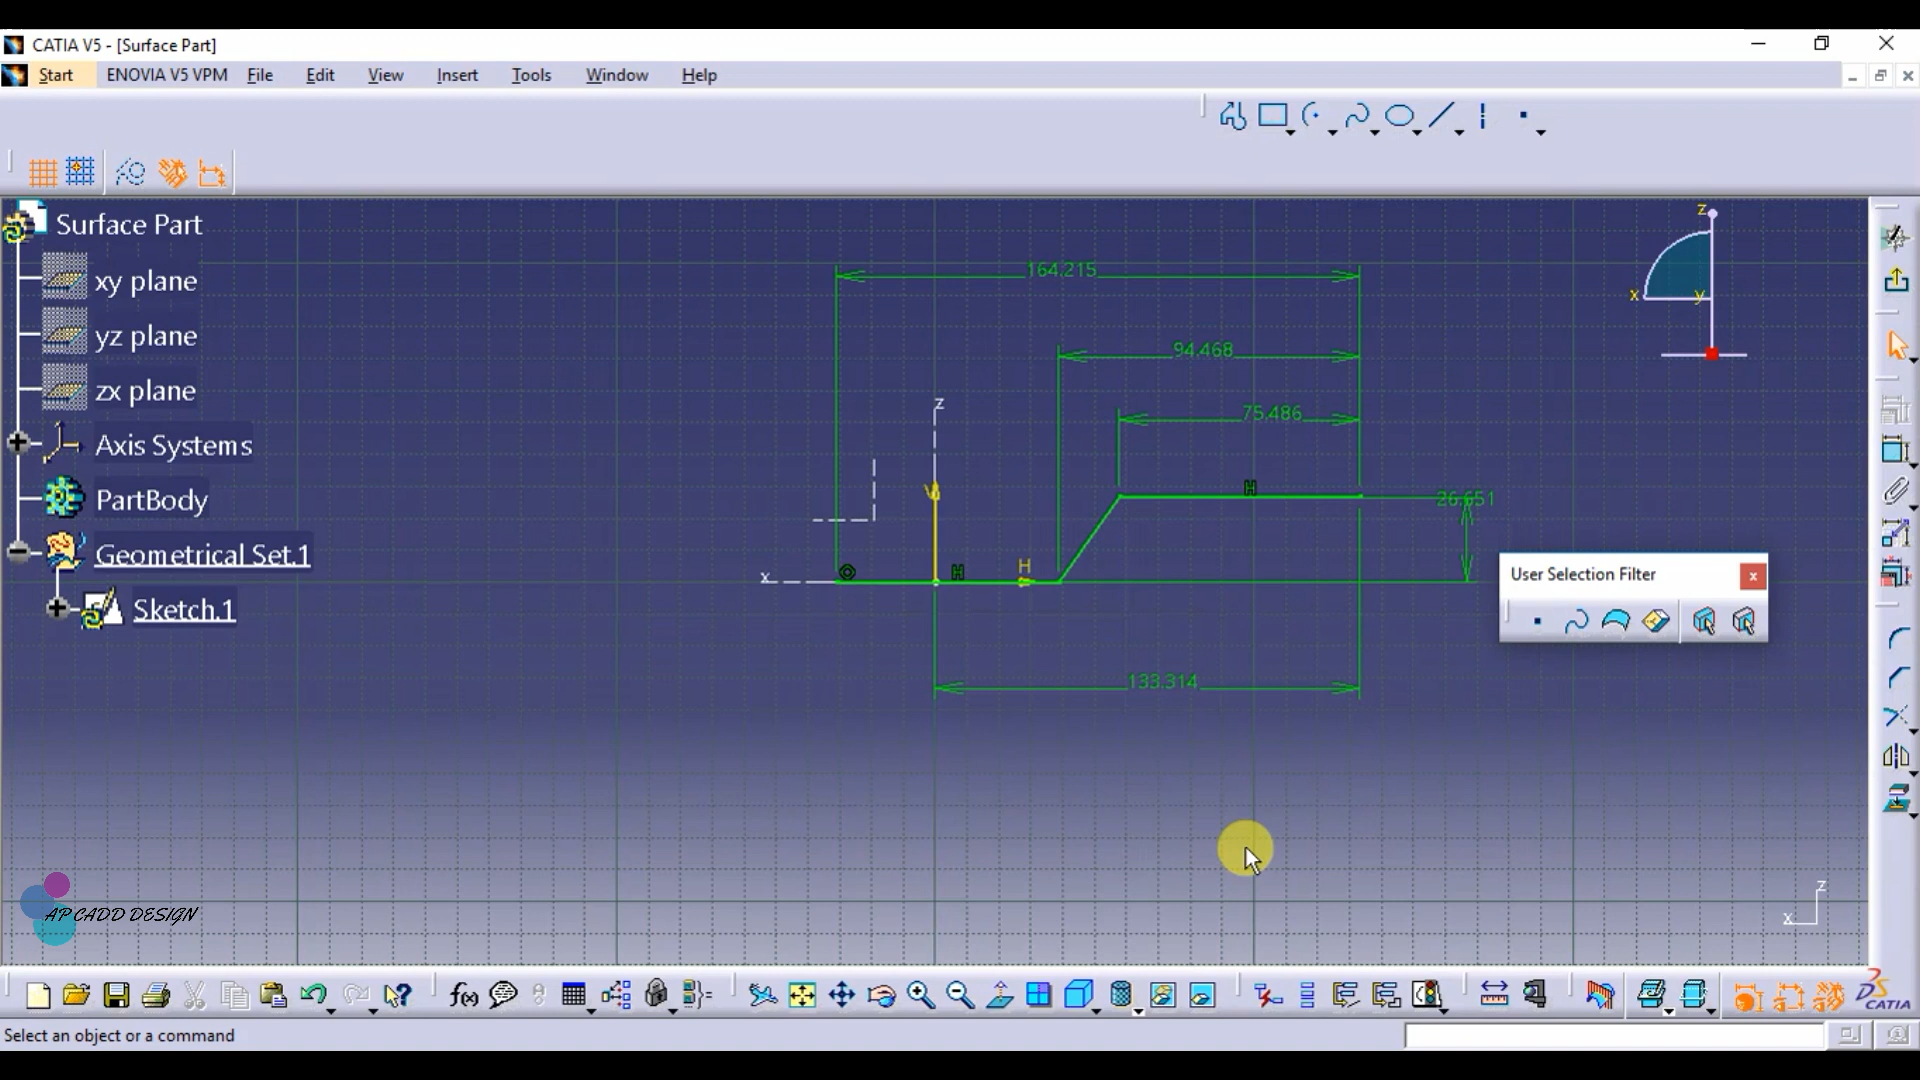 CATIA V5 - [Surface Part]
Start ENOVIA V5 VPM File Edit View Insert Tools Window Help
Surface Part
xy plane
yz plane
zx plane
Axis Systems
PartBody
Geometrical Set.1
Sketch.1
164.215
94.468
75.486
26.651
133.314
z
x
V
H
H
H
z
x
y
User Selection Filter
z
x
AP CADD DESIGN
f(x)
CATIA
Select an object or a command